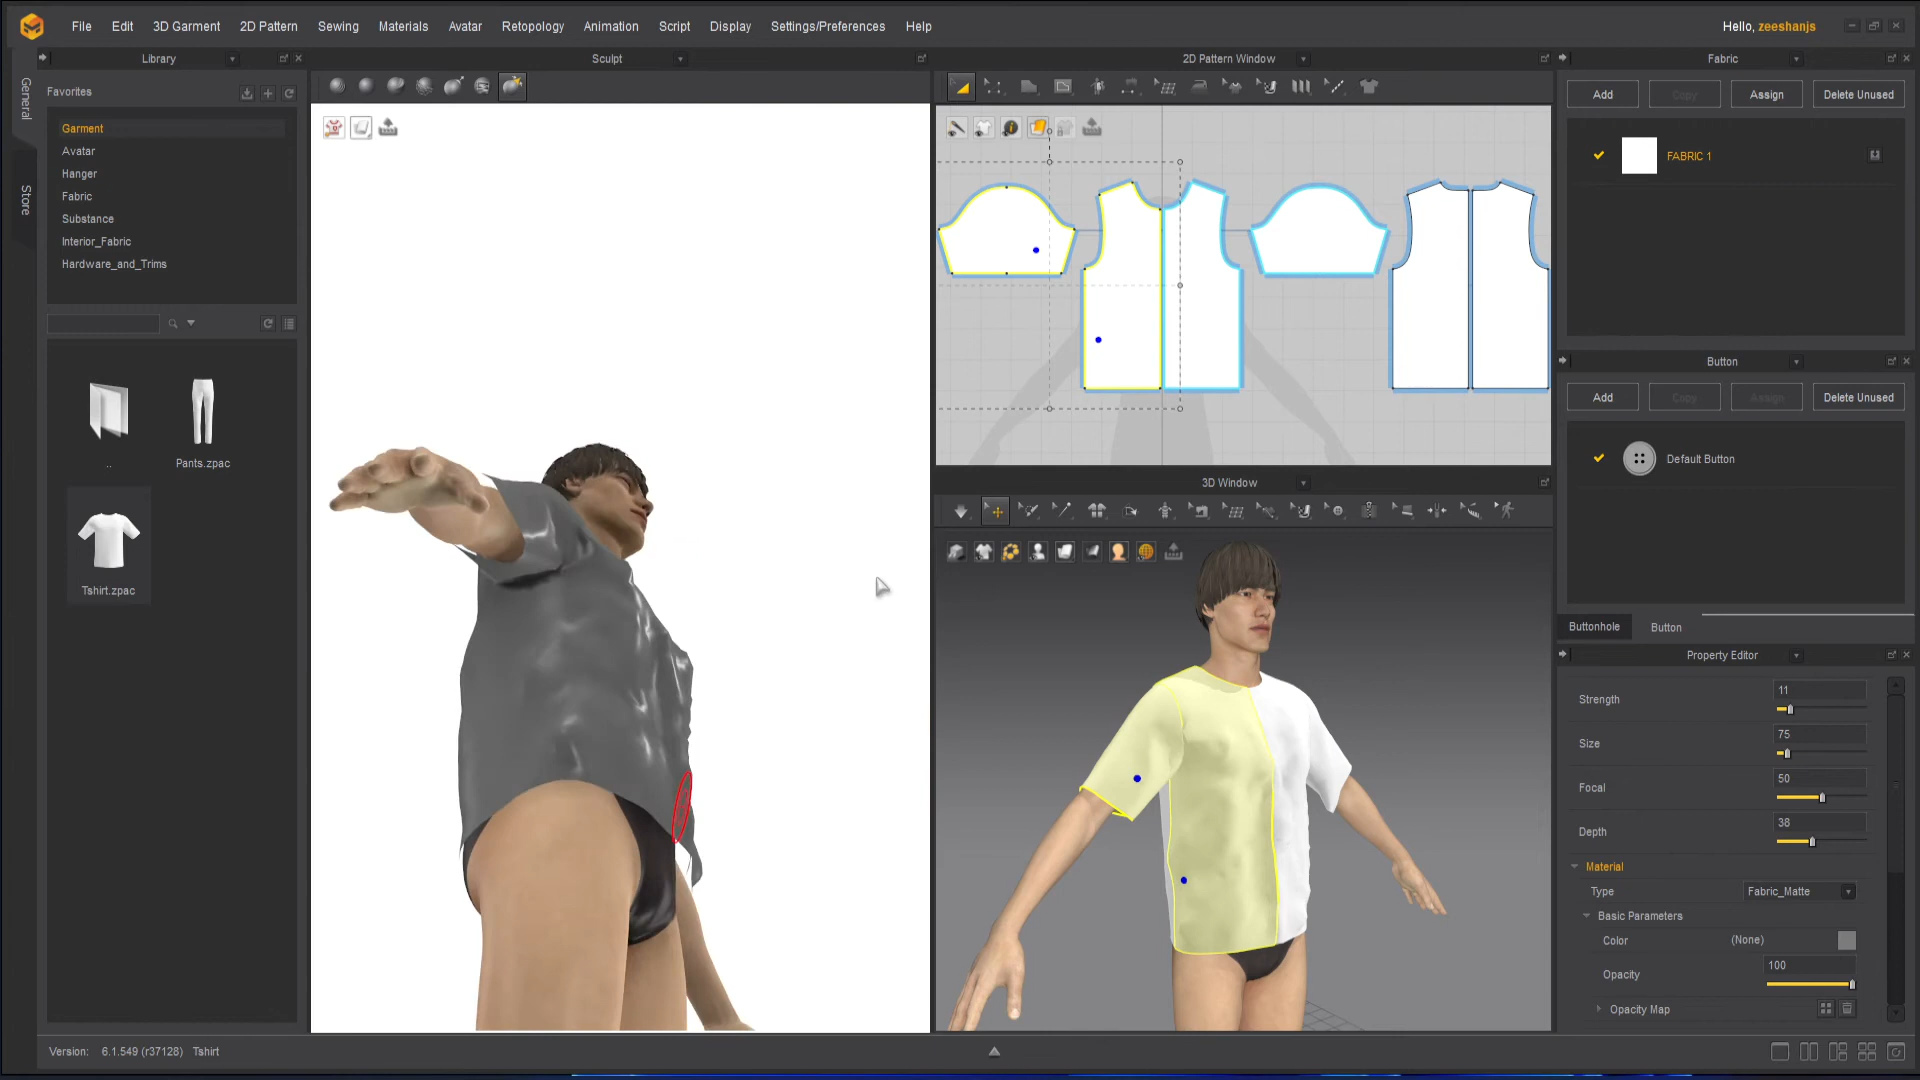 File Edit 3D Garment 2D Pattern Sewing Materials Avatar Retopology Animation Script Display Settings/Preferences Help
Hello, zeeshanjs
Library
Sculpt
2D Pattern Window
Fabric
General
Store
Favorites
Garment
Avatar
Hanger
Fabric
Substance
Interior_Fabric
Hardware_and_Trims
..
Pants.zpac
Tshirt.zpac
3D Window
Add Copy Assign Delete Unused
FABRIC 1
Button
Add Copy Assign Delete Unused
Default Button
Buttonhole Button
Property Editor
Strength 11
Size 75
Focal 50
Depth 38
Material
Type Fabric_Matte
Basic Parameters
Color (None)
Opacity 100
Opacity Map
Version: 6.1.549 (r37128) Tshirt